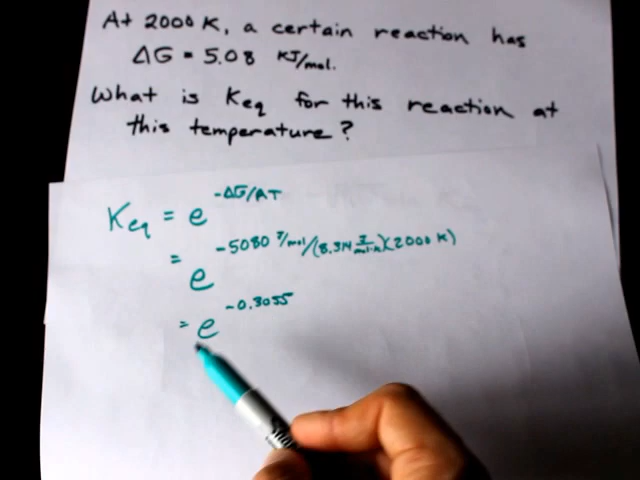 At 2000 K, a certain reaction has
ΔG = 5.08 KJ/mol.
What is Keq for this reaction at
this temperature?
Keq = e^-ΔG/RT
= e^-5080 J/mol/(8.314 J/mol·K)(2000 K)
= e^-0.3055